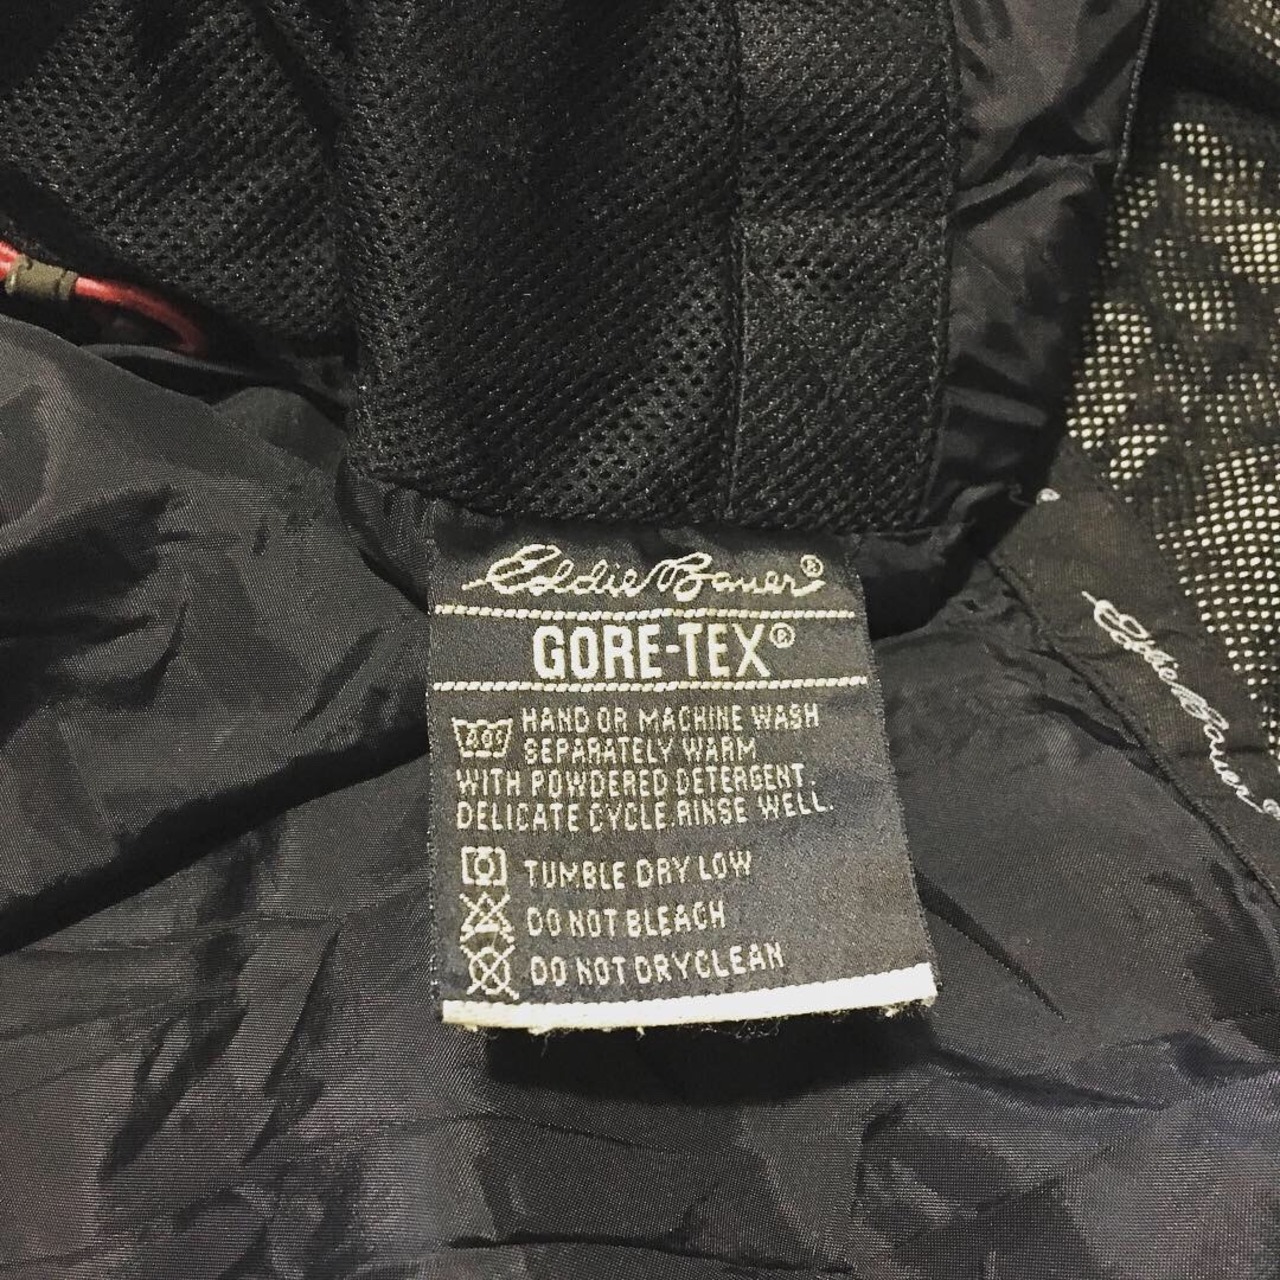 Eddie Bauer®
GORE-TEX®
40°
HAND OR MACHINE WASH
SEPARATELY WARM
WITH POWDERED DETERGENT.
DELICATE CYCLE.RINSE WELL.
TUMBLE DRY LOW
DO NOT BLEACH
DO NOT DRYCLEAN
Eddie Bauer®